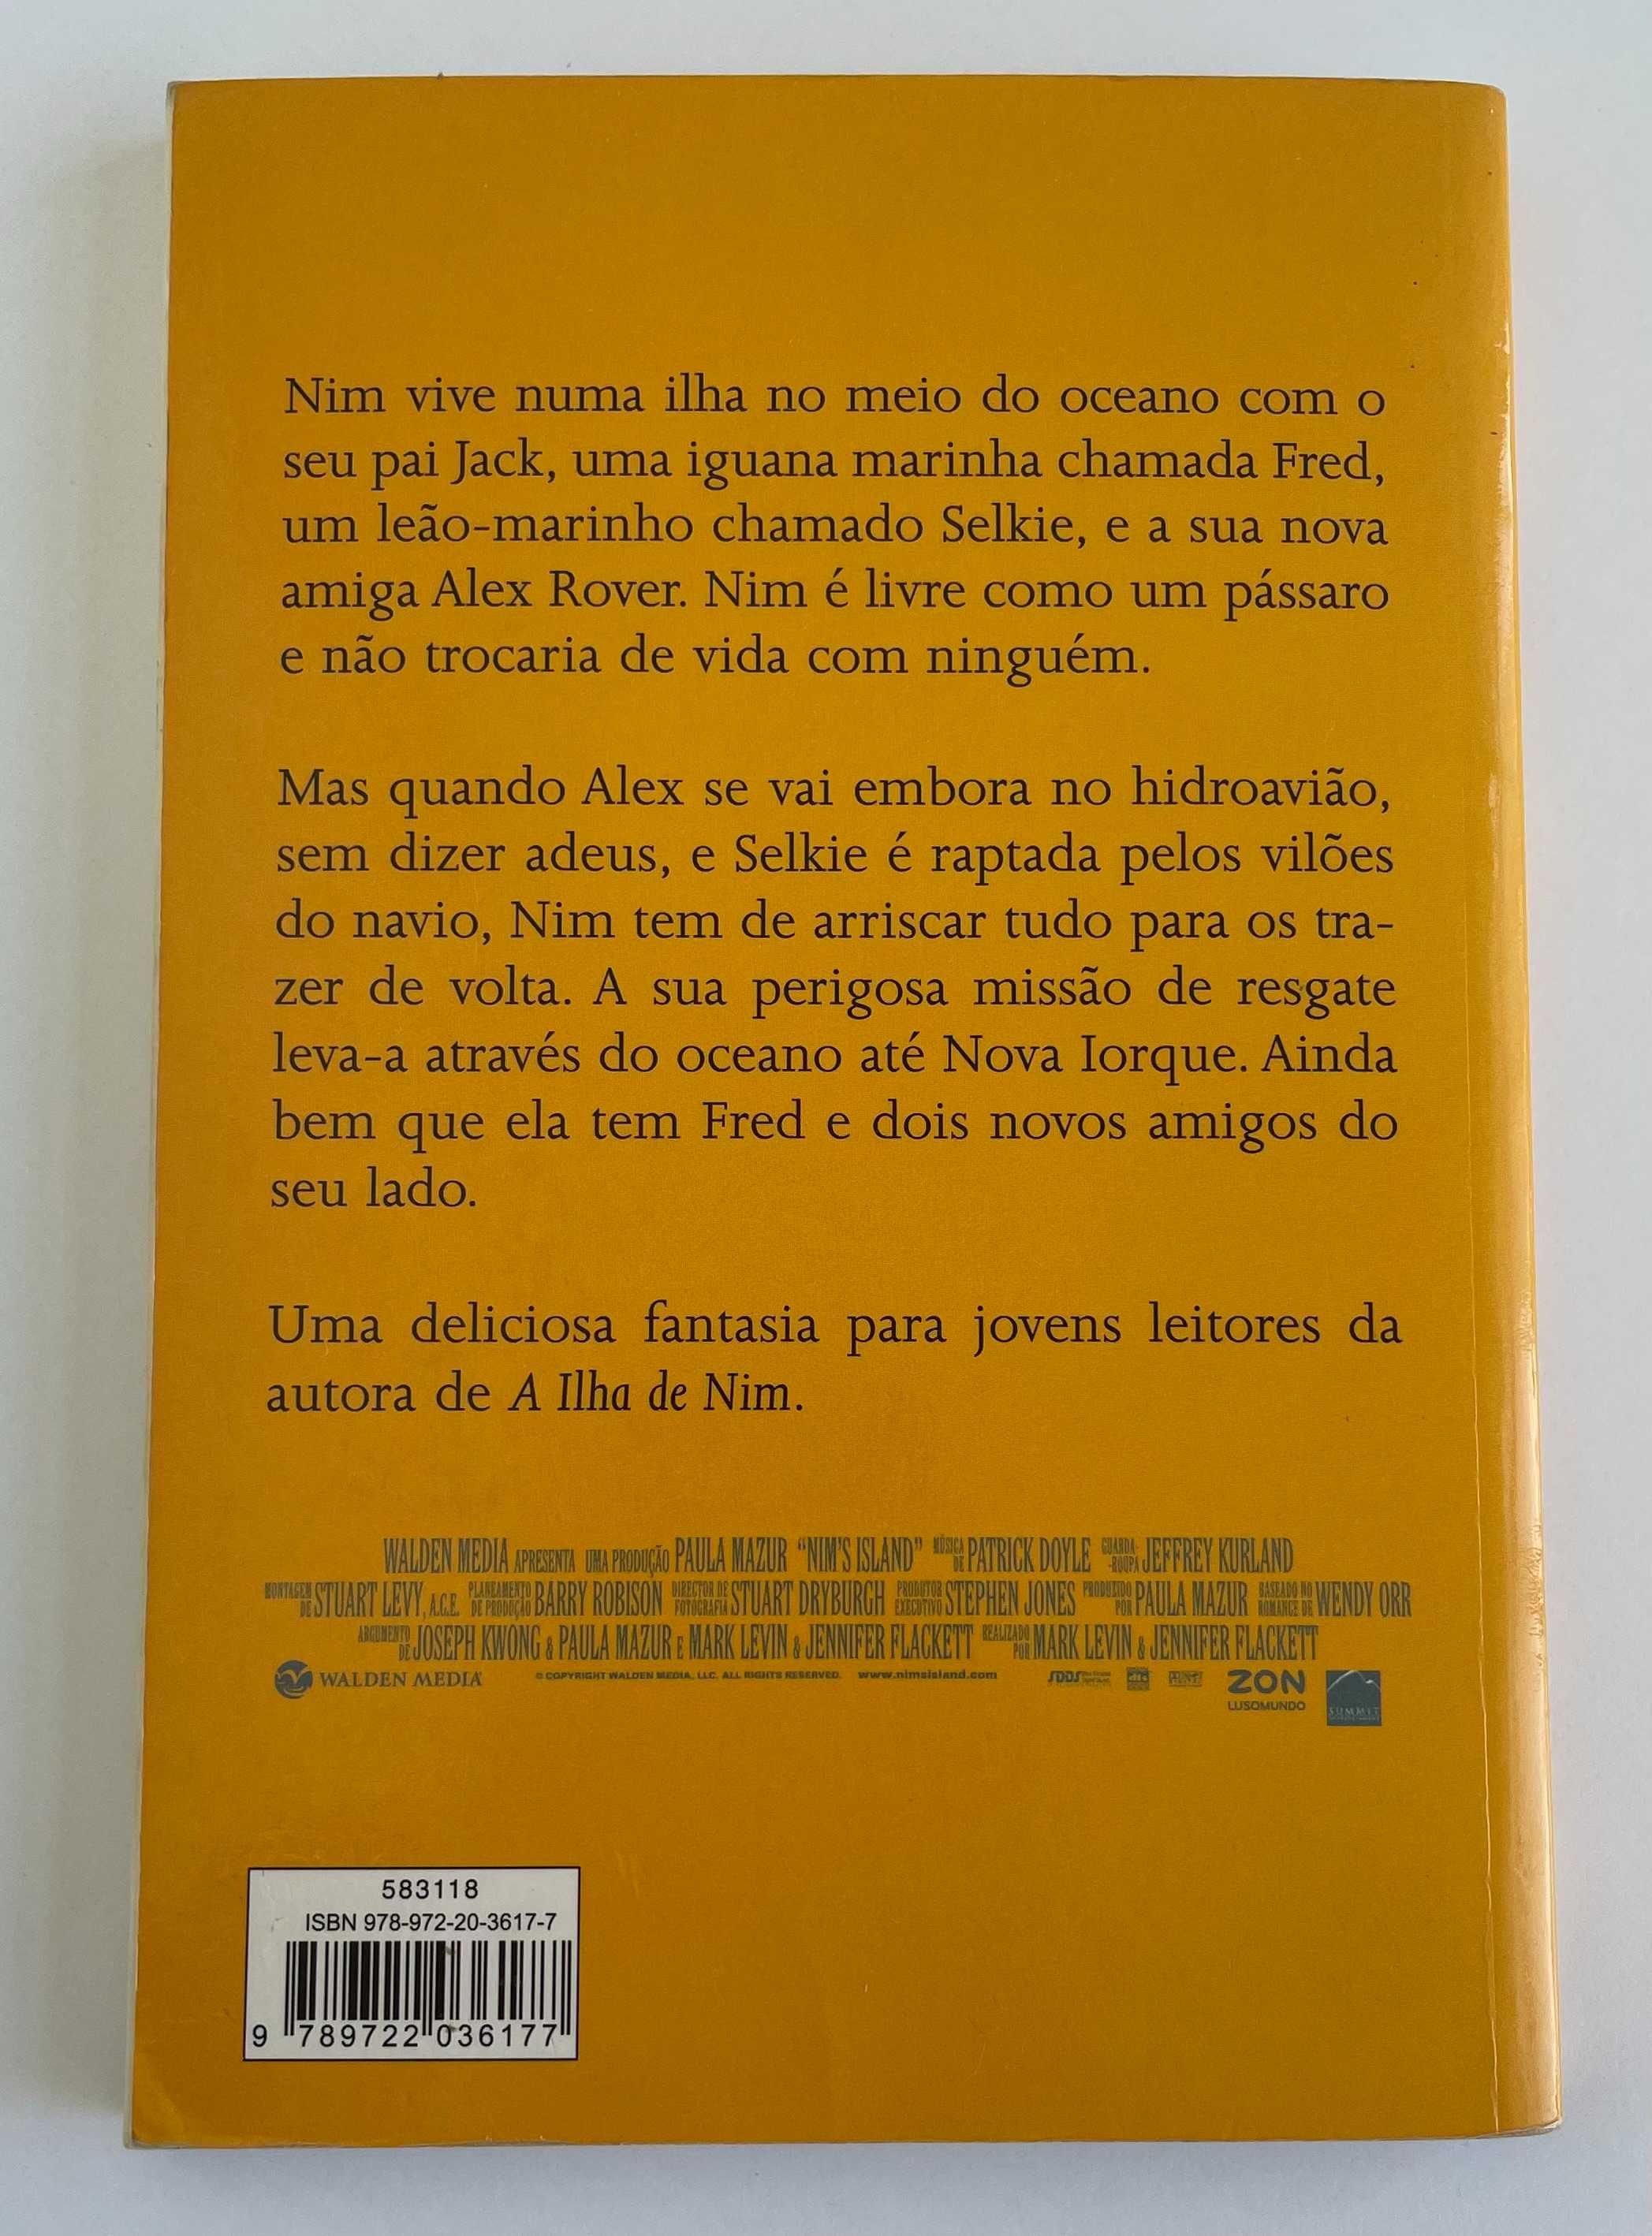 Nim vive numa ilha no meio do oceano com o
seu pai Jack, uma iguana marinha chamada Fred,
um leão-marinho chamado Selkie, e a sua nova
amiga Alex Rover. Nim é livre como um pássaro
e não trocaria de vida com ninguém.
Mas quando Alex se vai embora no hidroavião,
sem dizer adeus, e Selkie é raptada pelos vilões
do navio, Nim tem de arriscar tudo para os tra-
zer de volta. A sua perigosa missão de resgate
leva-a através do oceano até Nova Iorque. Ainda
bem que ela tem Fred e dois novos amigos do
seu lado.
Uma deliciosa fantasia para jovens leitores da
autora de A Ilha de Nim.
WALDEN MEDIA APRESENTA UMA PRODUÇÃO PAULA MAZUR "NIM'S ISLAND" MÚSICA DE PATRICK DOYLE GUARDA-ROUPA JEFFREY KURLAND
MONTAGEM DE STUART LEVY, A.C.E. PLANEAMENTO DE PRODUÇÃO BARRY ROBISON DIRECTOR DE FOTOGRAFIA STUART DRYBURGH PRODUTOR EXECUTIVO STEPHEN JONES PRODUZIDO POR PAULA MAZUR BASEADO NO ROMANCE DE WENDY ORR
ARGUMENTO DE JOSEPH KWONG & PAULA MAZUR E MARK LEVIN & JENNIFER FLACKETT REALIZADO POR MARK LEVIN & JENNIFER FLACKETT
WALDEN MEDIA © COPYRIGHT WALDEN MEDIA, LLC. ALL RIGHTS RESERVED. www.nimsisland.com SDDS dts ZON
LUSOMUNDO SUMMIT
583118
ISBN 978-972-20-3617-7
9 789722 036177